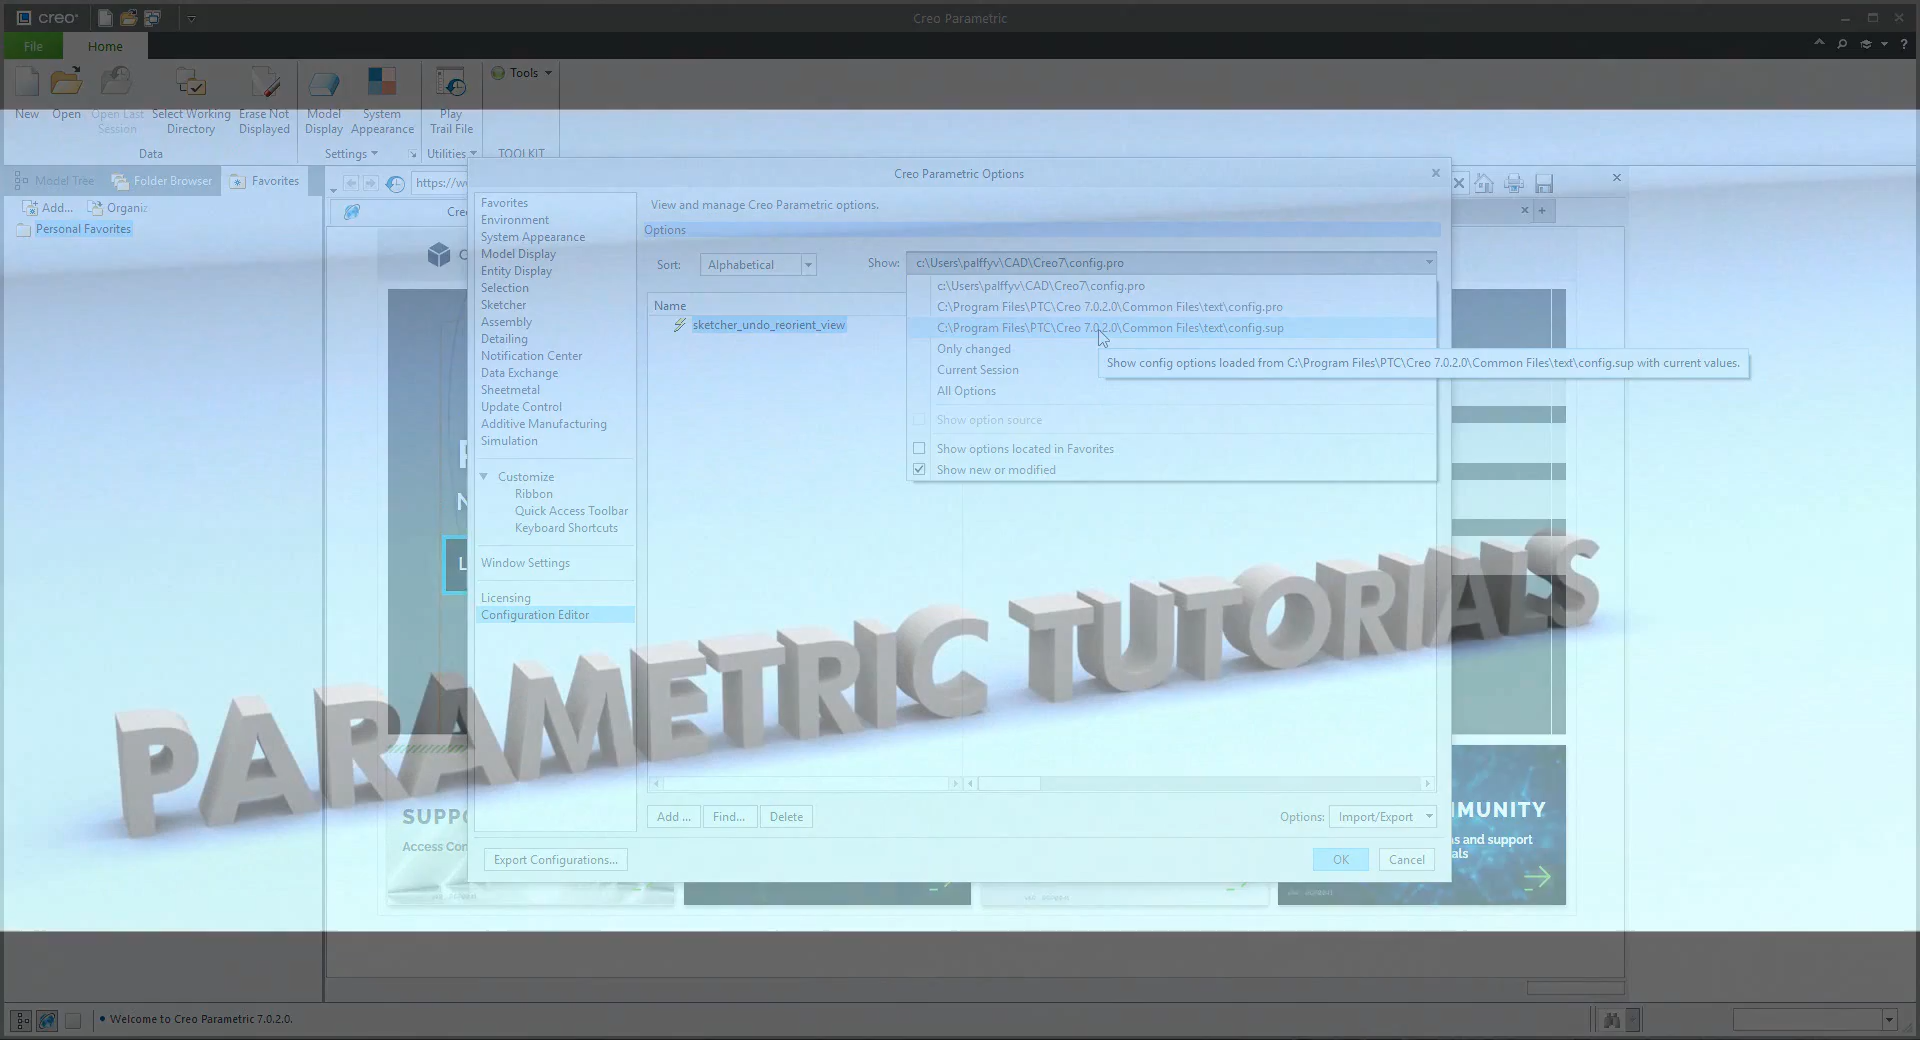 creo
Creo Parametric
File
Home
New
Open
Open Last
Session
Select Working
Directory
Erase Not
Displayed
Model
Display
System
Appearance
Play
Trail File
Tools
Data
Settings
Utilities
TOOLKIT
Model Tree
Folder Browser
Favorites
Add...
Personal Favorites
Creo Parametric Options
Favorites
Environment
System Appearance
Model Display
Entity Display
Selection
Sketcher
Assembly
Detailing
Notification Center
Data Exchange
Sheetmetal
Update Control
Additive Manufacturing
Simulation
Customize
Ribbon
Quick Access Toolbar
Keyboard Shortcuts
Window Settings
Licensing
Configuration Editor
View and manage Creo Parametric options.
Options
Sort:
Alphabetical
Show:
c:\Users\palffyv\CAD\Creo7\config.pro
c:\Users\palffyv\CAD\Creo7\config.pro
C:\Program Files\PTC\Creo 7.0.2.0\Common Files\text\config.pro
C:\Program Files\PTC\Creo 7.0.2.0\Common Files\text\config.sup
Only changed
Current Session
All Options
Show option source
Show options located in Favorites
Show new or modified
Show config options loaded from C:\Program Files\PTC\Creo 7.0.2.0\Common Files\text\config.sup with current values.
Name
sketcher_undo_reorient_view
PARAMETRIC TUTORIALS
Add ...
Find...
Delete
Options:
Import/Export
Export Configurations...
OK
Cancel
Welcome to Creo Parametric 7.0.2.0.